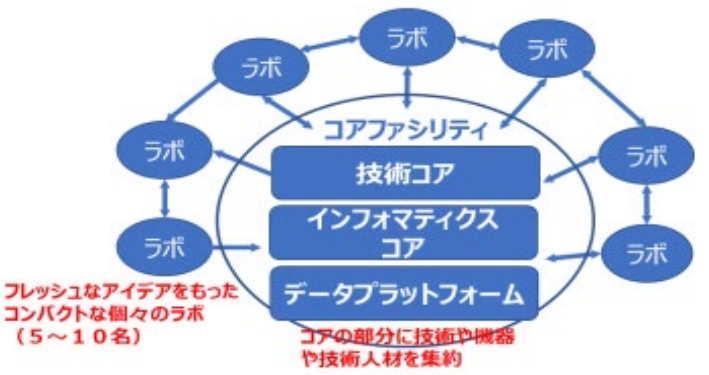 ラボ
ラボ
ラボ
ラボ
ラボ
ラボ
ラボ
コアファシリティ
技術コア
インフォマティクス
コア
データプラットフォーム
フレッシュなアイデアをもった
コンパクトな個々のラボ
（５～１０名）
コアの部分に技術や機器
や技術人材を集約